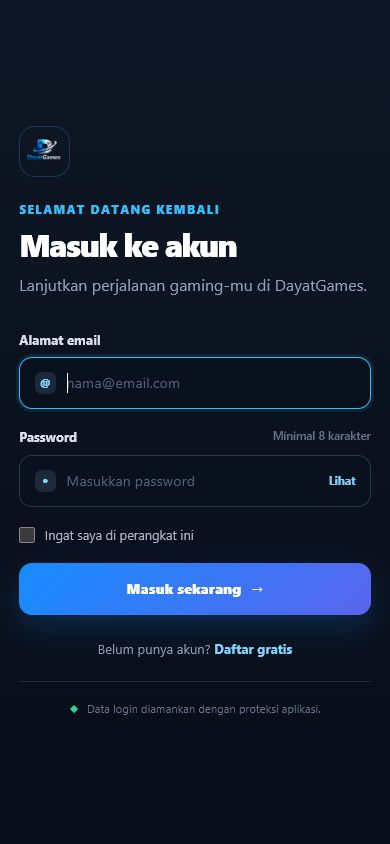 DayatGames
SELAMAT DATANG KEMBALI
Masuk ke akun
Lanjutkan perjalanan gaming-mu di DayatGames.
Alamat email
@ nama@email.com
Password Minimal 8 karakter
Masukkan password Lihat
Ingat saya di perangkat ini
Masuk sekarang →
Belum punya akun? Daftar gratis
Data login diamankan dengan proteksi aplikasi.